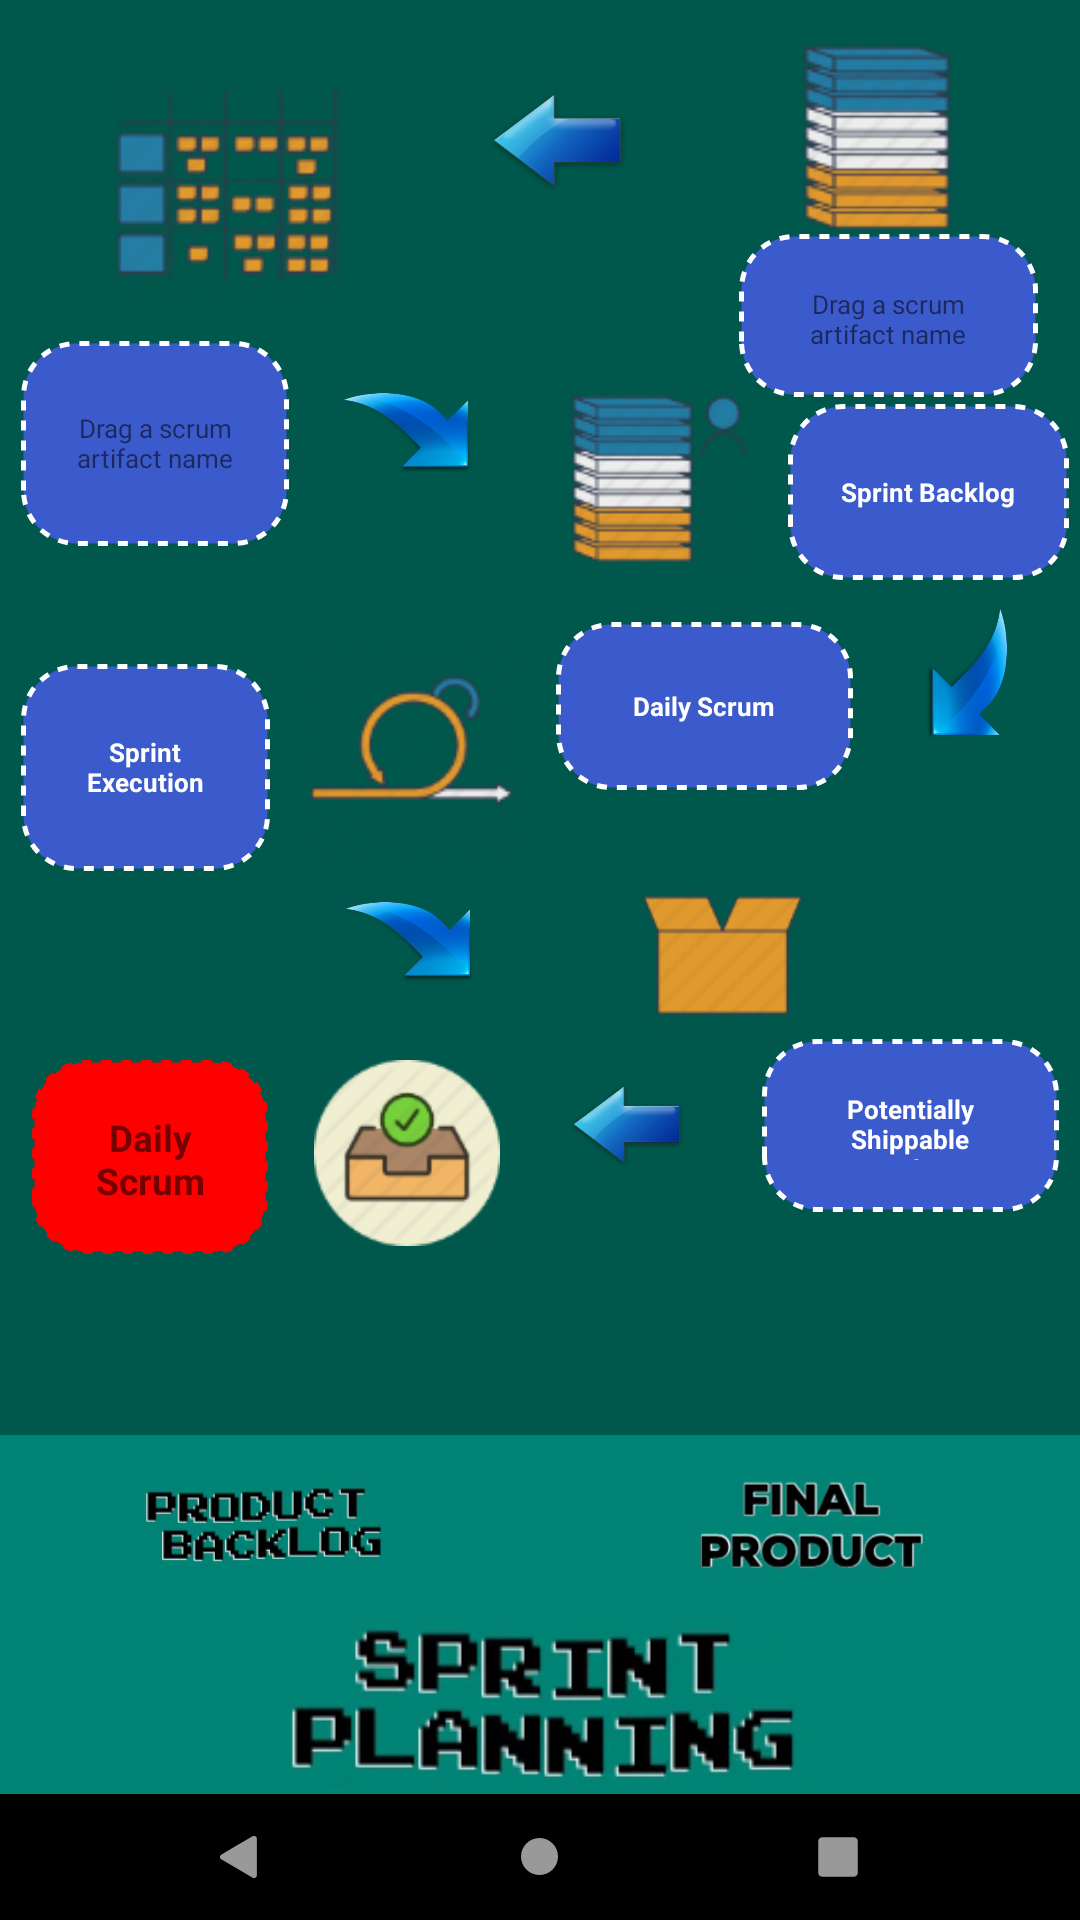 Drag a scrum
artifact name
Drag a scrum
artifact name
Sprint Backlog
Daily Scrum
Sprint
Execution
Potentially
Shippable
Daily
Scrum
PRODUCT
BACKLOG
FINAL
PRODUCT
SPRINT
PLANNING